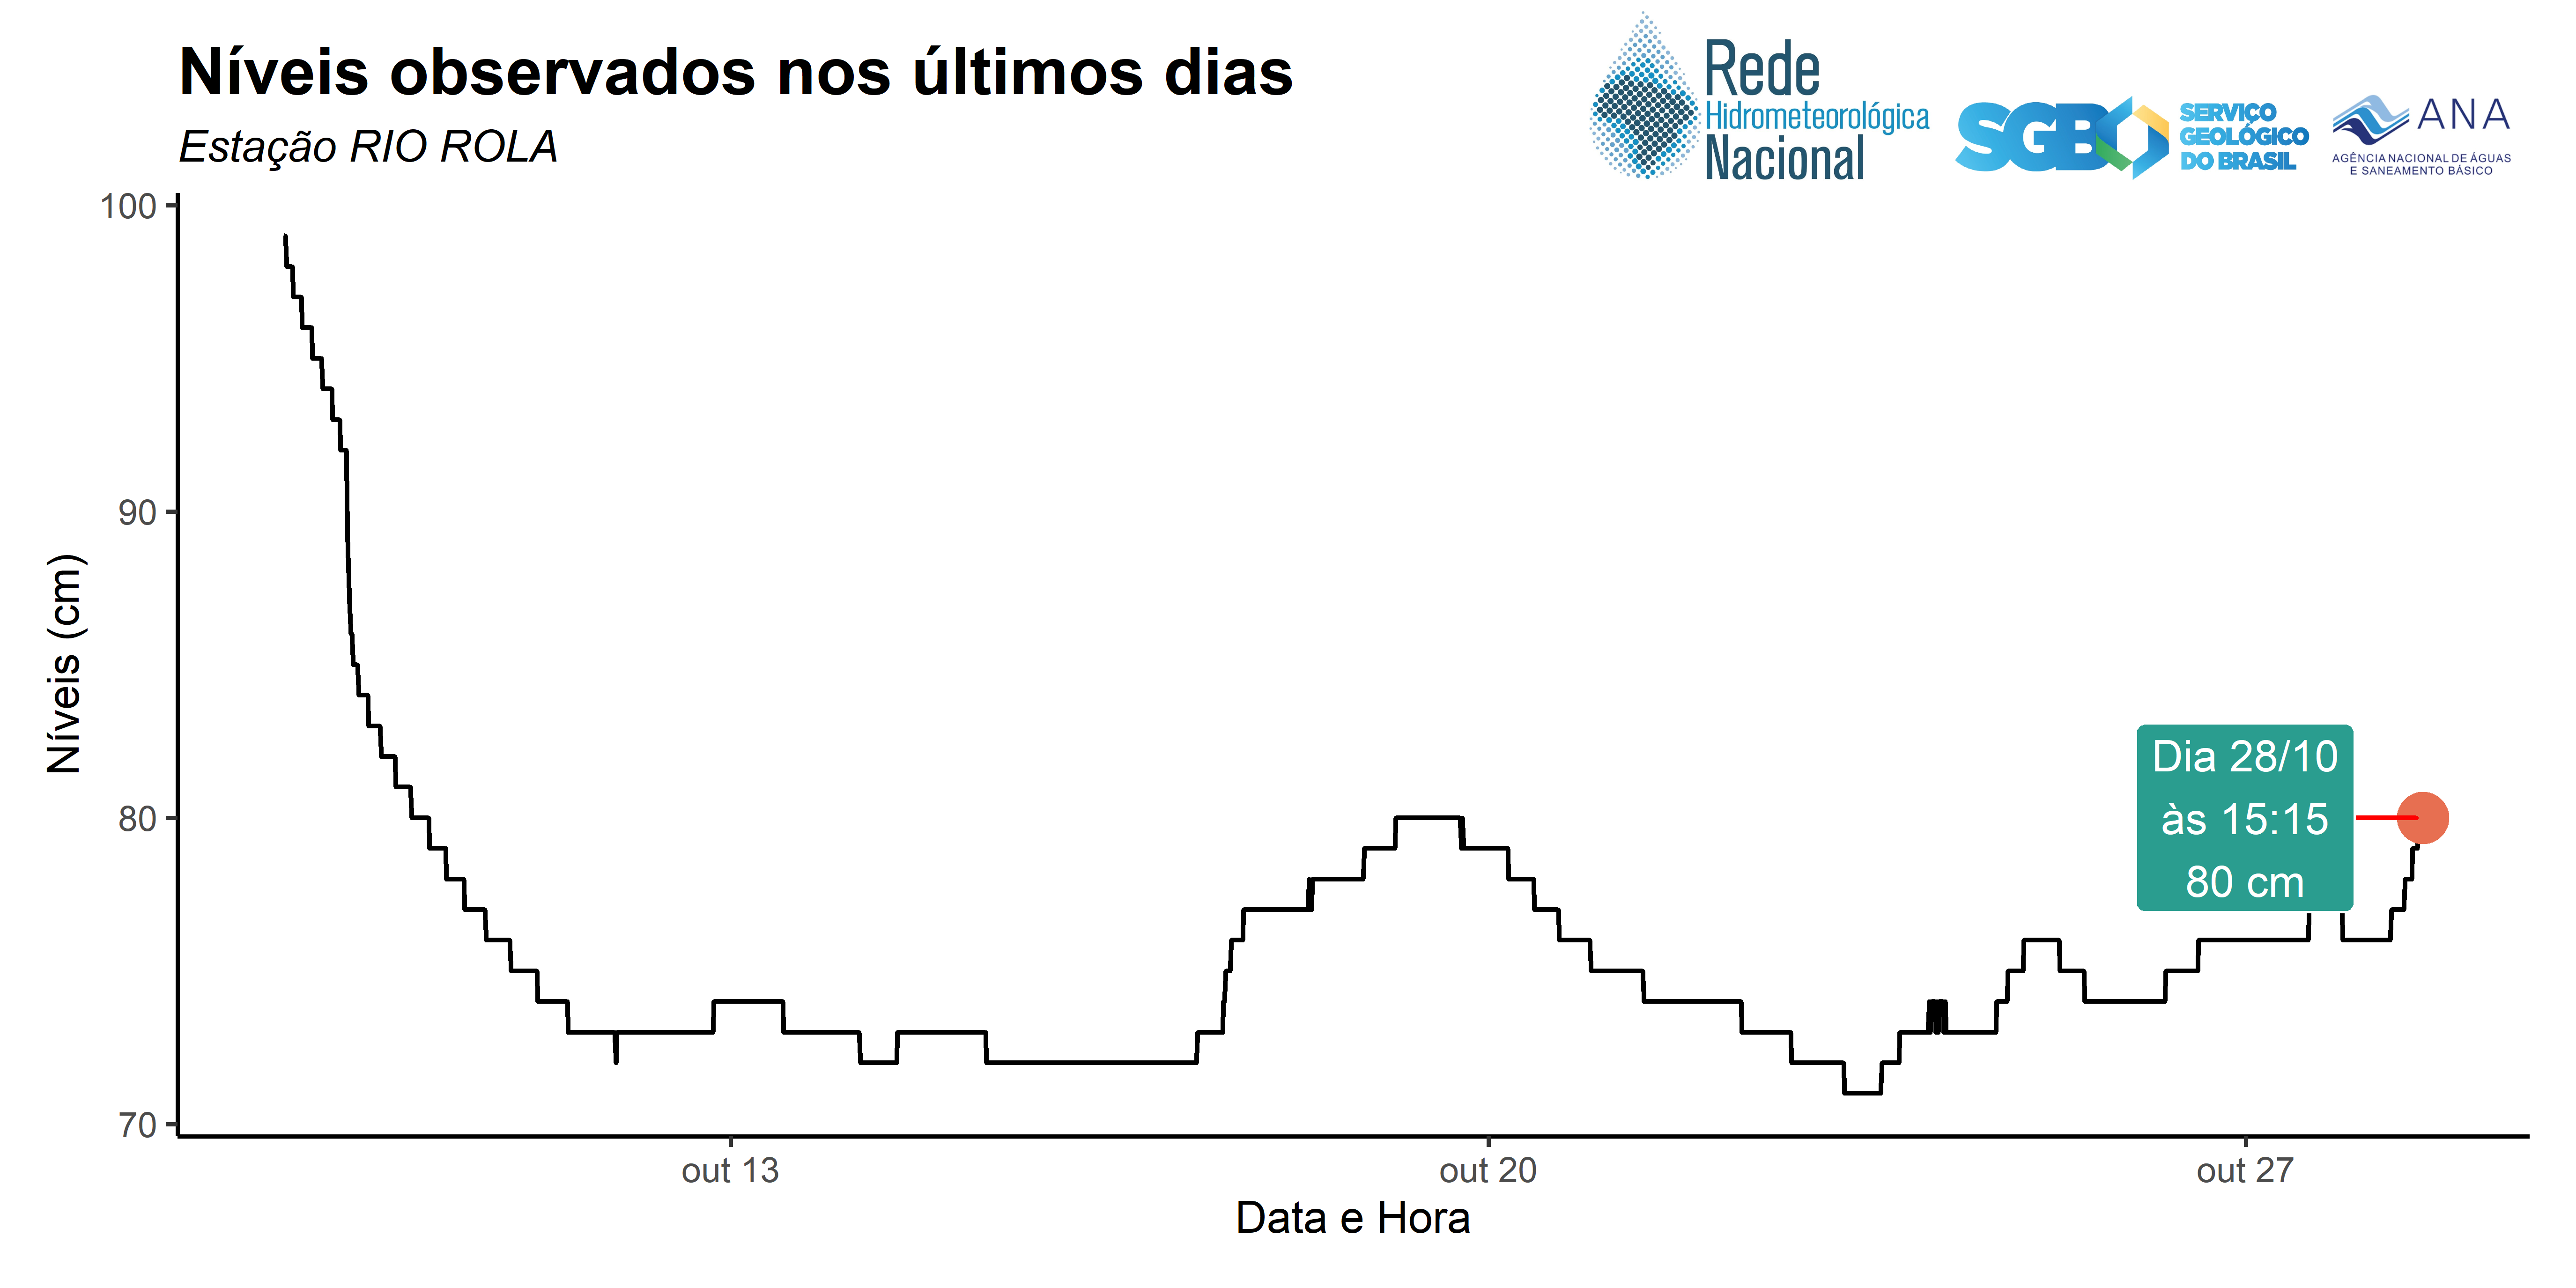 Níveis observados nos últimos dias
Estação RIO ROLA
Rede
Hidrometeorológica
Nacional
SGB
SERVIÇO
GEOLÓGICO
DO BRASIL
ANA
AGÊNCIA NACIONAL DE ÁGUAS
E SANEAMENTO BÁSICO
100
90
80
70
Níveis (cm)
Dia 28/10
às 15:15
80 cm
out 13
out 20
out 27
Data e Hora